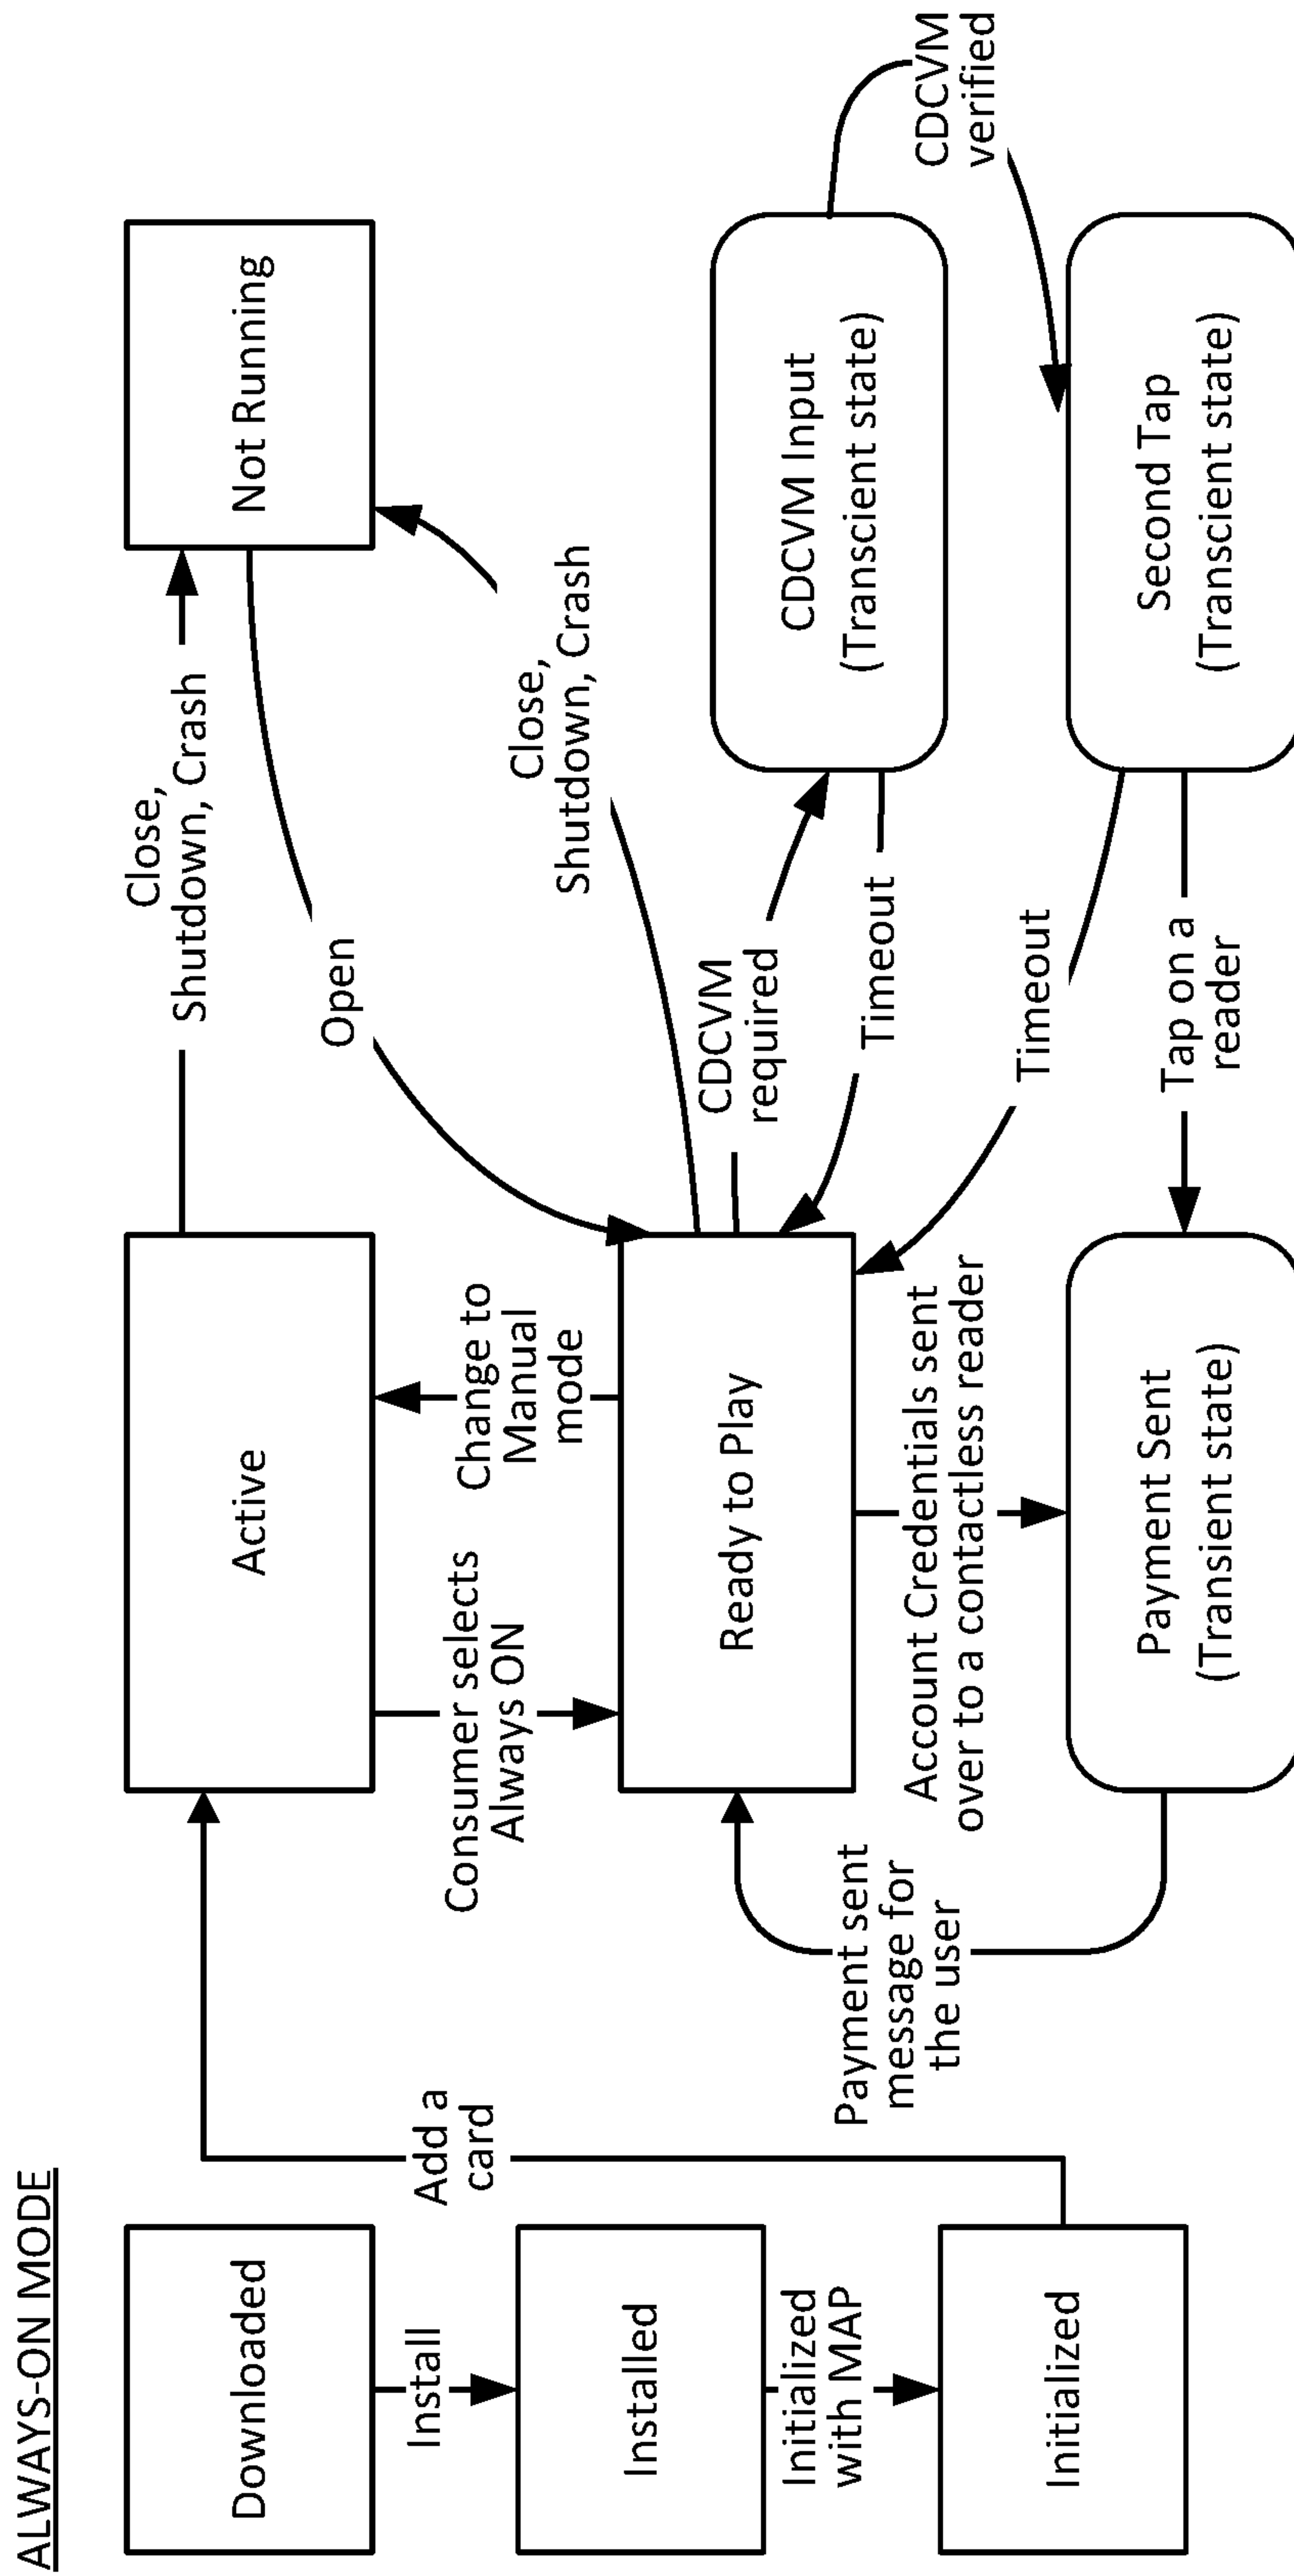 ALWAYS-ON MODE
Downloaded
Install
Installed
Initialized
with MAP
Initialized
Add a
card
Active
Close,
Shutdown, Crash
Not Running
Open
Consumer selects
Always ON
Change to
Manual
mode
Close,
Shutdown, Crash
Ready to Play
CDCVM
required
CDCVM Input
(Transcient state)
Timeout
CDCVM
verified
Timeout
Account Credentials sent
over to a contactless reader
Payment sent
message for
the user
Payment Sent
(Transient state)
Tap on a
reader
Second Tap
(Transcient state)